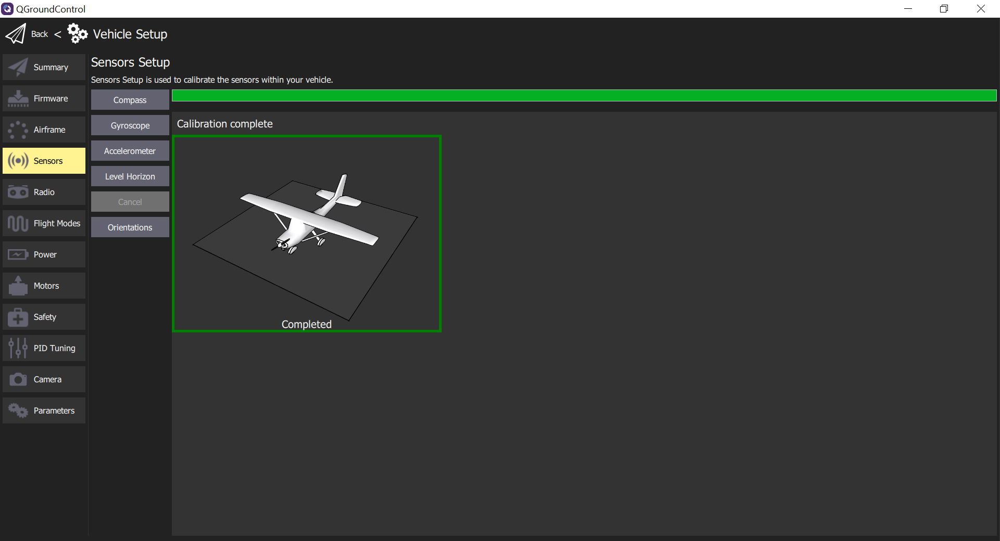 QGroundControl
Back < Vehicle Setup
Summary
Firmware
Airframe
Sensors
Radio
Flight Modes
Power
Motors
Safety
PID Tuning
Camera
Parameters
Sensors Setup
Sensors Setup is used to calibrate the sensors within your vehicle.
Compass
Gyroscope
Accelerometer
Level Horizon
Cancel
Orientations
Calibration complete
Completed